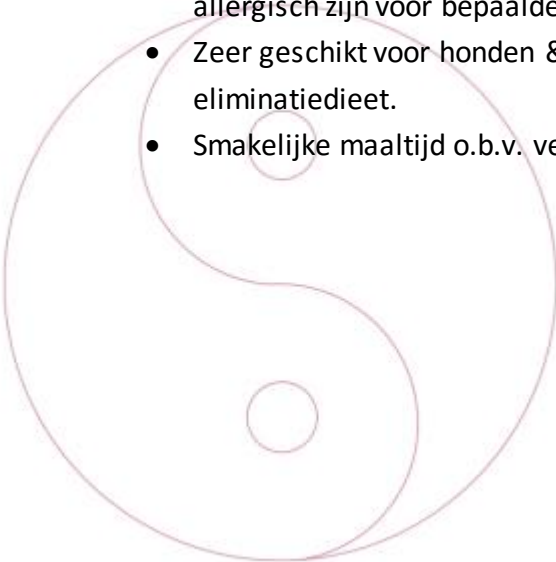 allergisch zijn voor bepaalde
• Zeer geschikt voor honden &
eliminatiedieet.
• Smakelijke maaltijd o.b.v.